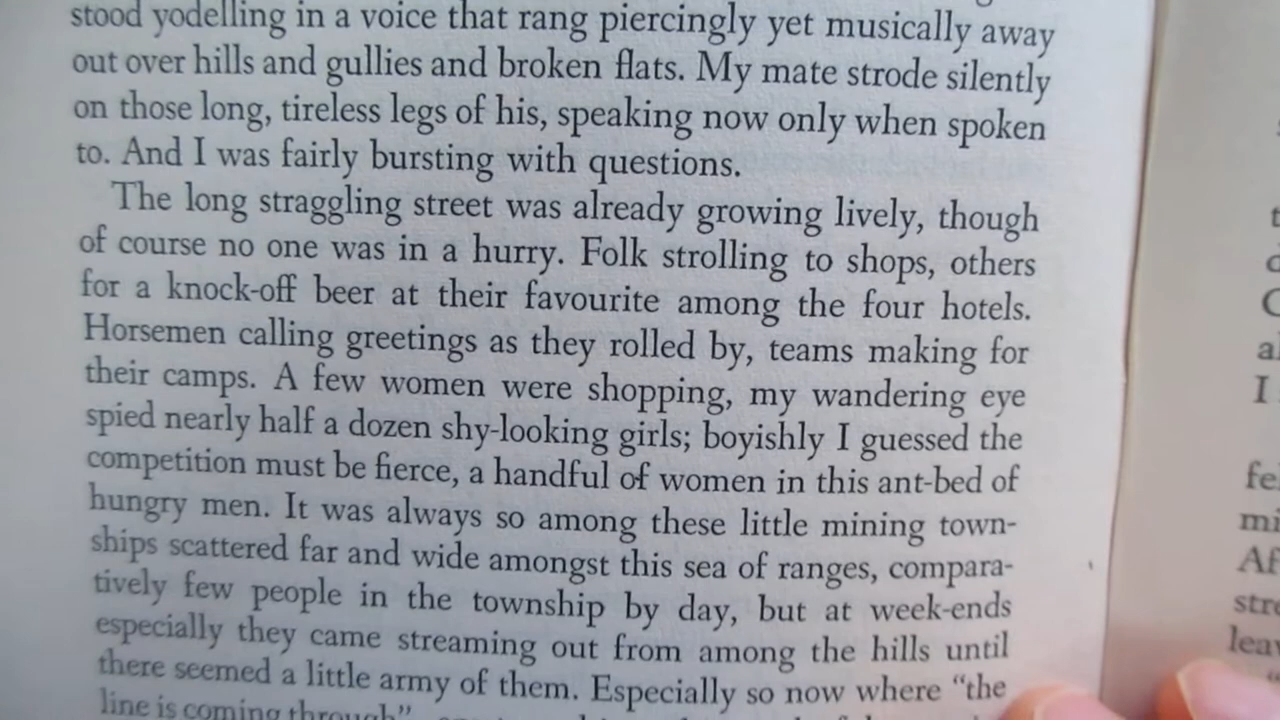 stood yodelling in a voice that rang piercingly yet musically away
out over hills and gullies and broken flats. My mate strode silently
on those long, tireless legs of his, speaking now only when spoken
to. And I was fairly bursting with questions.
The long straggling street was already growing lively, though
of course no one was in a hurry. Folk strolling to shops, others
for a knock-off beer at their favourite among the four hotels.
Horsemen calling greetings as they rolled by, teams making for
their camps. A few women were shopping, my wandering eye
spied nearly half a dozen shy-looking girls; boyishly I guessed the
competition must be fierce, a handful of women in this ant-bed of
hungry men. It was always so among these little mining town-
ships scattered far and wide amongst this sea of ranges, compara-
tively few people in the township by day, but at week-ends
especially they came streaming out from among the hills until
there seemed a little army of them. Especially so now where “the
line is coming through”
I